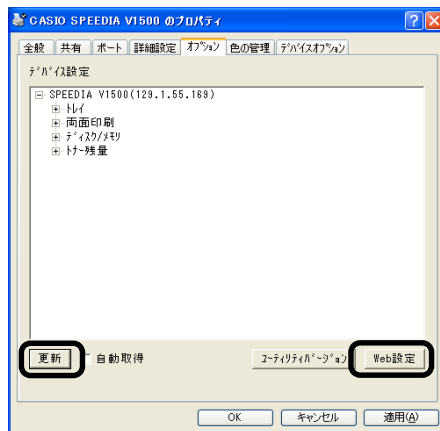 CASIO SPEEDIA V1500 のプロパティ
全般 共有 ポート 詳細設定 ｵﾌﾟｼｮﾝ 色の管理 ﾃﾞﾊﾞｲｽｵﾌﾟｼｮﾝ
ﾃﾞﾊﾞｲｽ設定
SPEEDIA V1500(129.1.55.169)
ﾄﾚｲ
両面印刷
ﾃﾞｨｽｸ/ﾒﾓﾘ
ﾄﾅｰ残量
更新 自動取得 ﾕｰﾃｨﾘﾃｨﾊﾞｰｼﾞｮﾝ Web設定
OK キャンセル 適用(A)